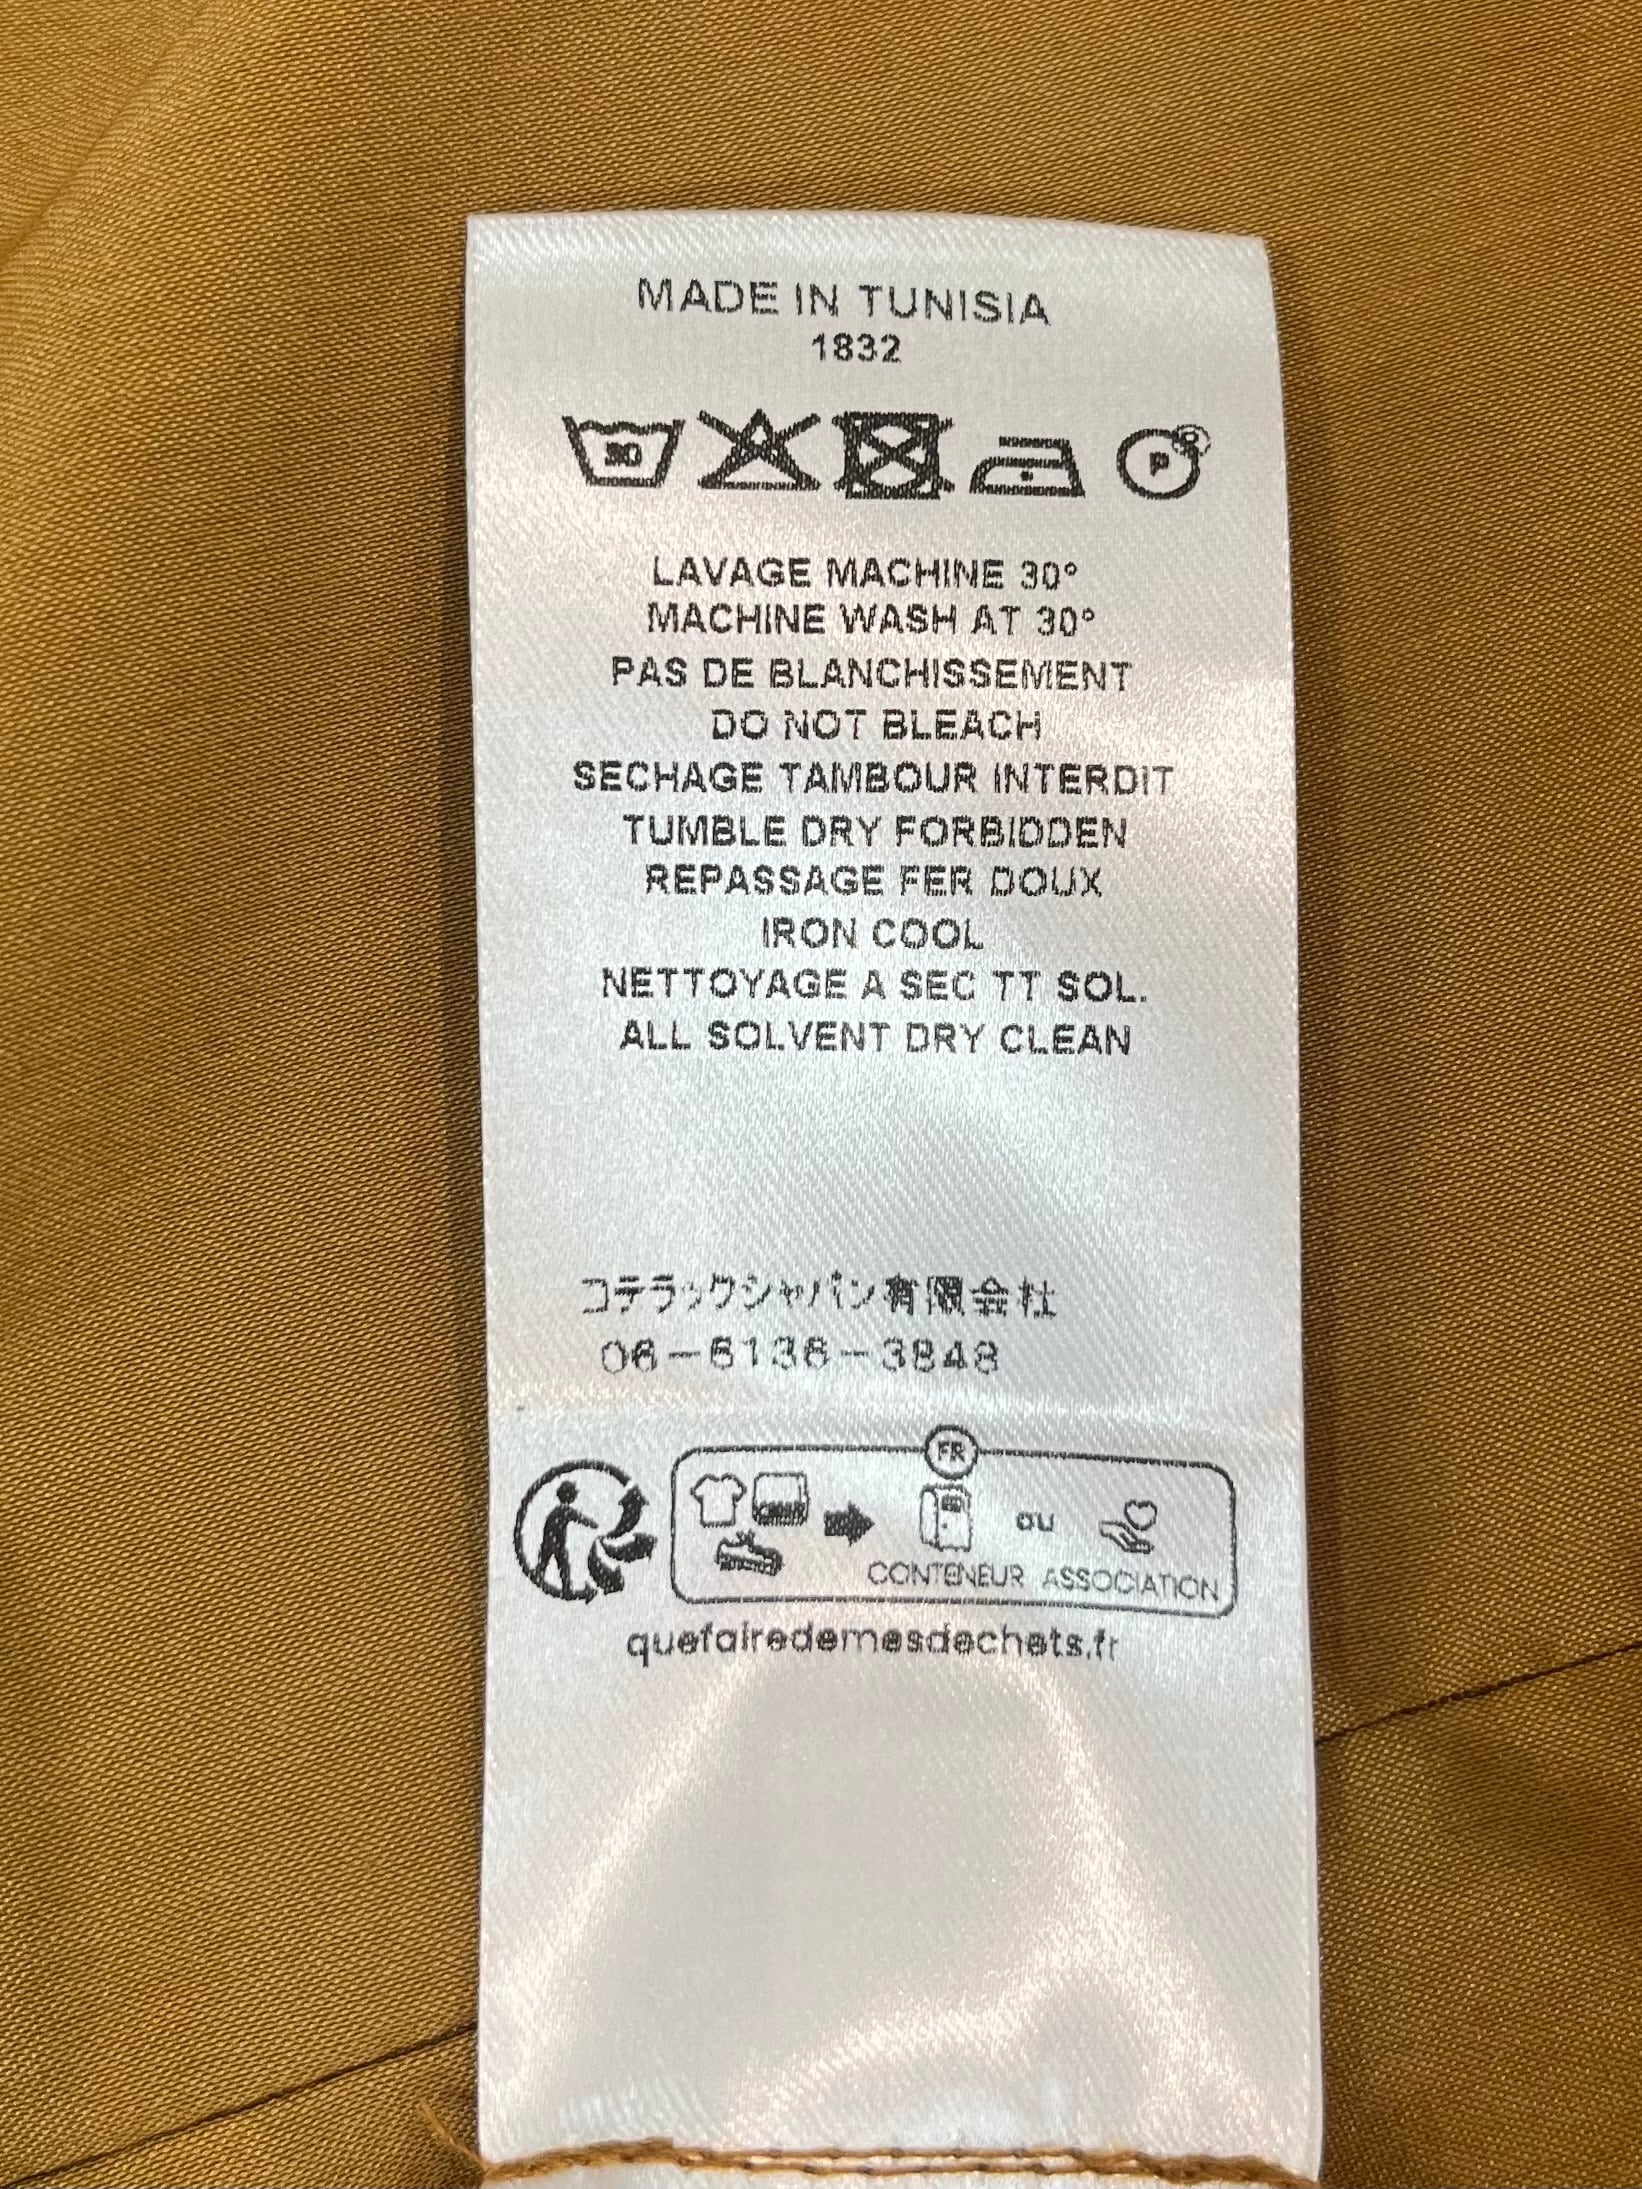 MADE IN TUNISIA
1832
30 P
LAVAGE MACHINE 30°
MACHINE WASH AT 30°
PAS DE BLANCHISSEMENT
DO NOT BLEACH
SECHAGE TAMBOUR INTERDIT
TUMBLE DRY FORBIDDEN
REPASSAGE FER DOUX
IRON COOL
NETTOYAGE A SEC TT SOL.
ALL SOLVENT DRY CLEAN
コテラックジャパン有限会社
06-6136-3848
FR
ou
CONTENEUR ASSOCIATION
quefairedemesdechets.fr